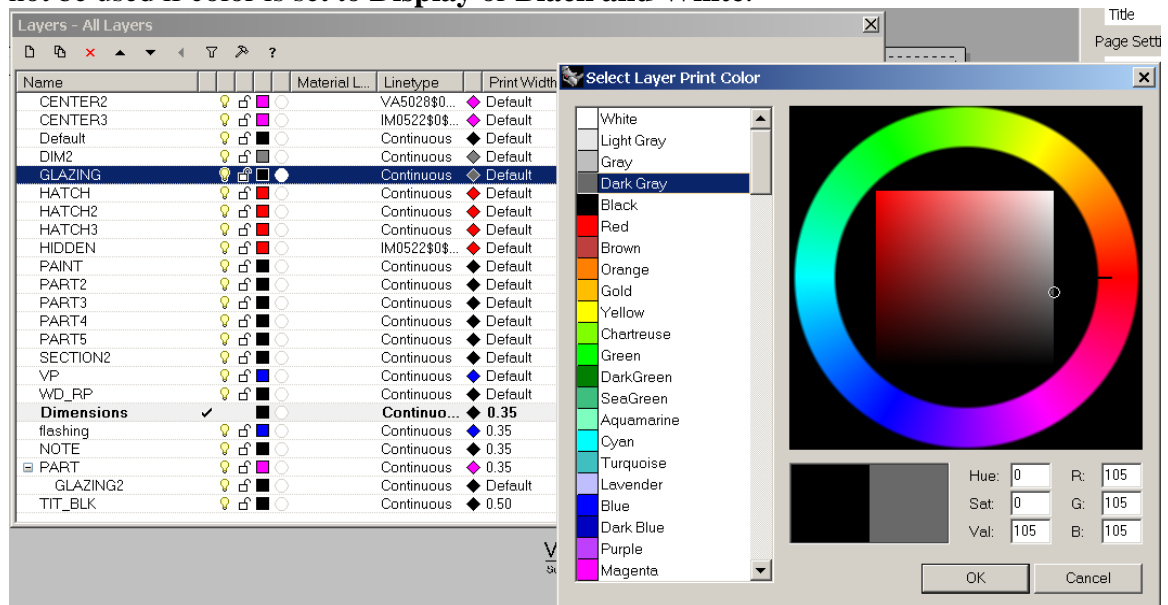 not be used if color is set to Display or Black and White.
Layers - All Layers
Title
Page Setti
?
Name Material L... Linetype Print Width
CENTER2 VA5028$0... Default
CENTER3 IM0522$0$... Default
Default Continuous Default
DIM2 Continuous Default
GLAZING Continuous Default
HATCH Continuous Default
HATCH2 Continuous Default
HATCH3 Continuous Default
HIDDEN IM0522$0$... Default
PAINT Continuous Default
PART2 Continuous Default
PART3 Continuous Default
PART4 Continuous Default
PART5 Continuous Default
SECTION2 Continuous Default
VP Continuous Default
WD_RP Continuous Default
Dimensions Continuo... 0.35
flashing Continuous 0.35
NOTE Continuous 0.35
PART Continuous 0.35
GLAZING2 Continuous Default
TIT_BLK Continuous 0.50
Select Layer Print Color
White
Light Gray
Gray
Dark Gray
Black
Red
Brown
Orange
Gold
Yellow
Chartreuse
Green
DarkGreen
SeaGreen
Aquamarine
Cyan
Turquoise
Lavender
Blue
Dark Blue
Purple
Magenta
Hue: 0 R: 105
Sat: 0 G: 105
Val: 105 B: 105
OK Cancel